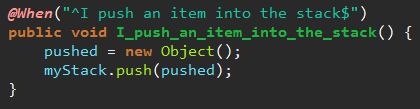 @When("^I push an item into the stack$")
public void I_push_an_item_into_the_stack() {
    pushed = new Object();
    myStack.push(pushed);
}